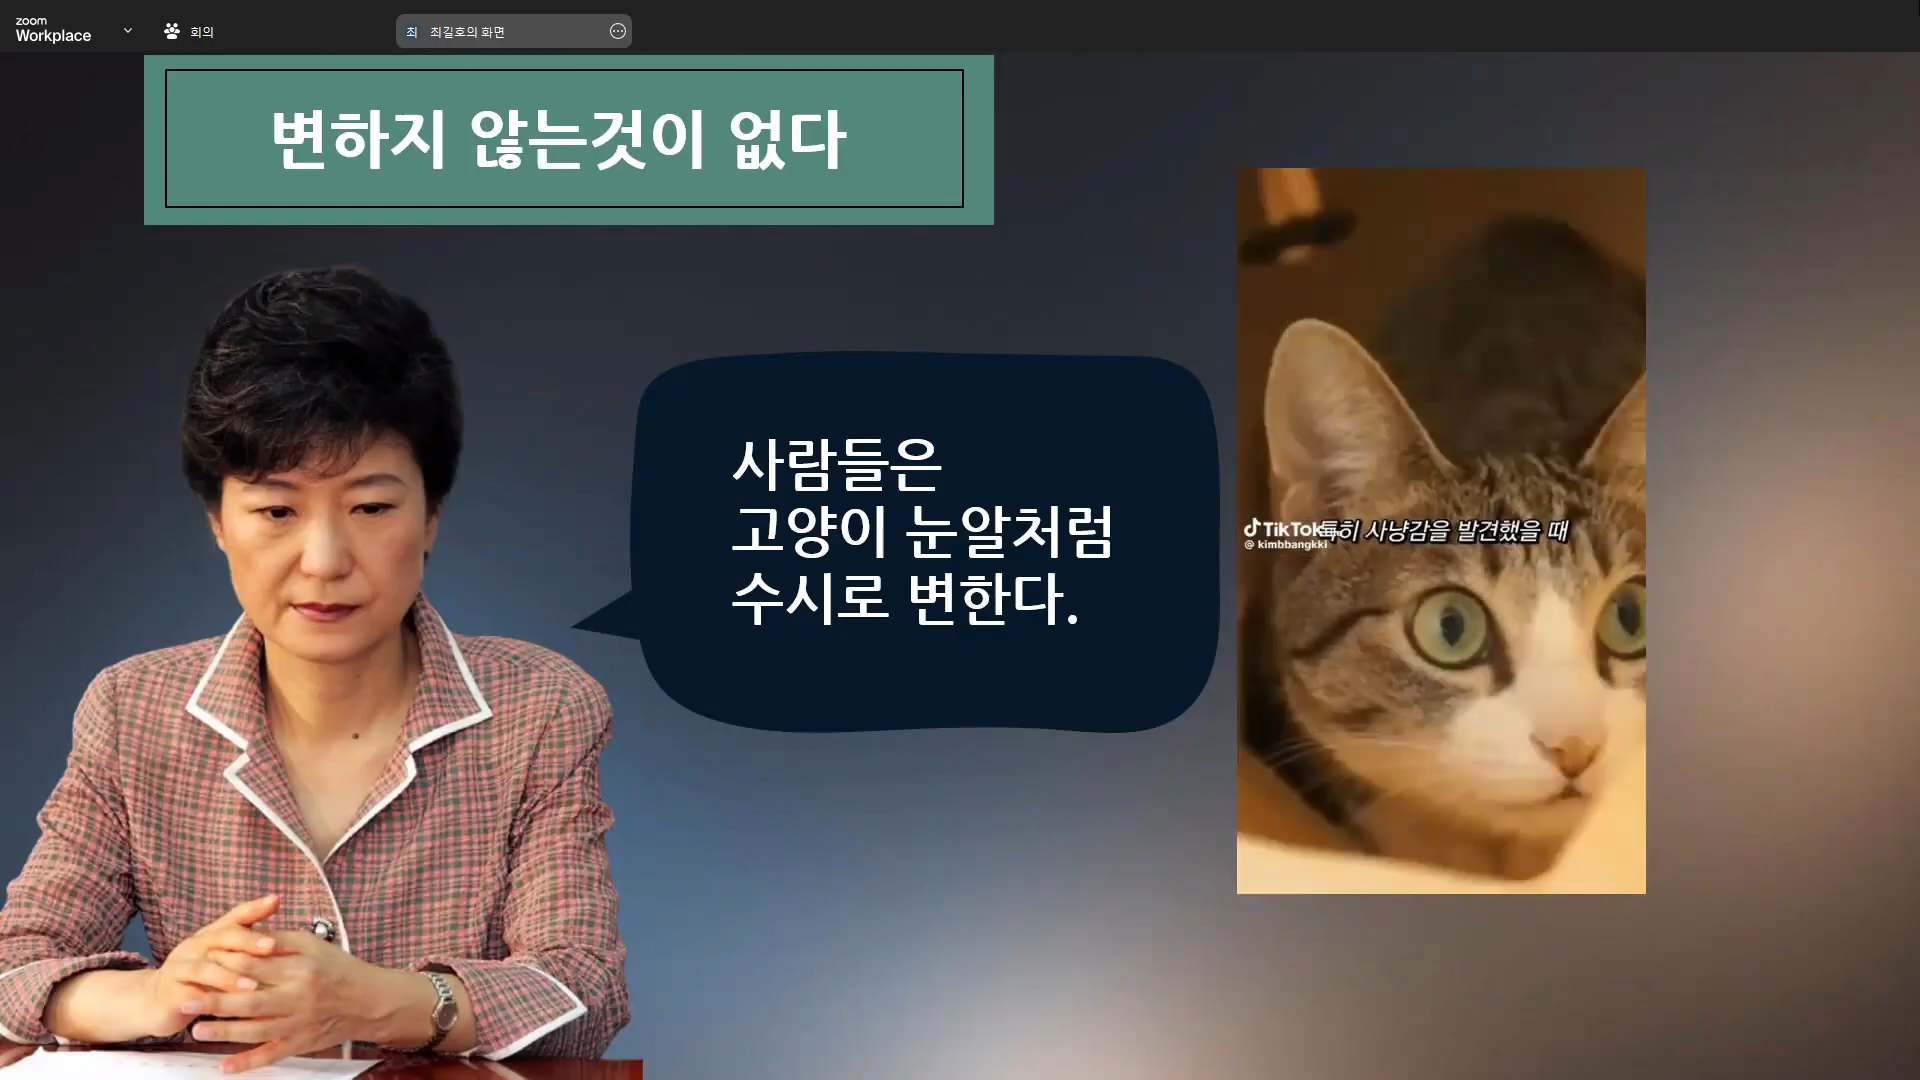 zoom
Workplace
회의
최 최길호의 화면
변하지 않는것이 없다
사람들은
고양이 눈알처럼
수시로 변한다.
TikTok
특히 사냥감을 발견했을 때
@ kimbbangkki